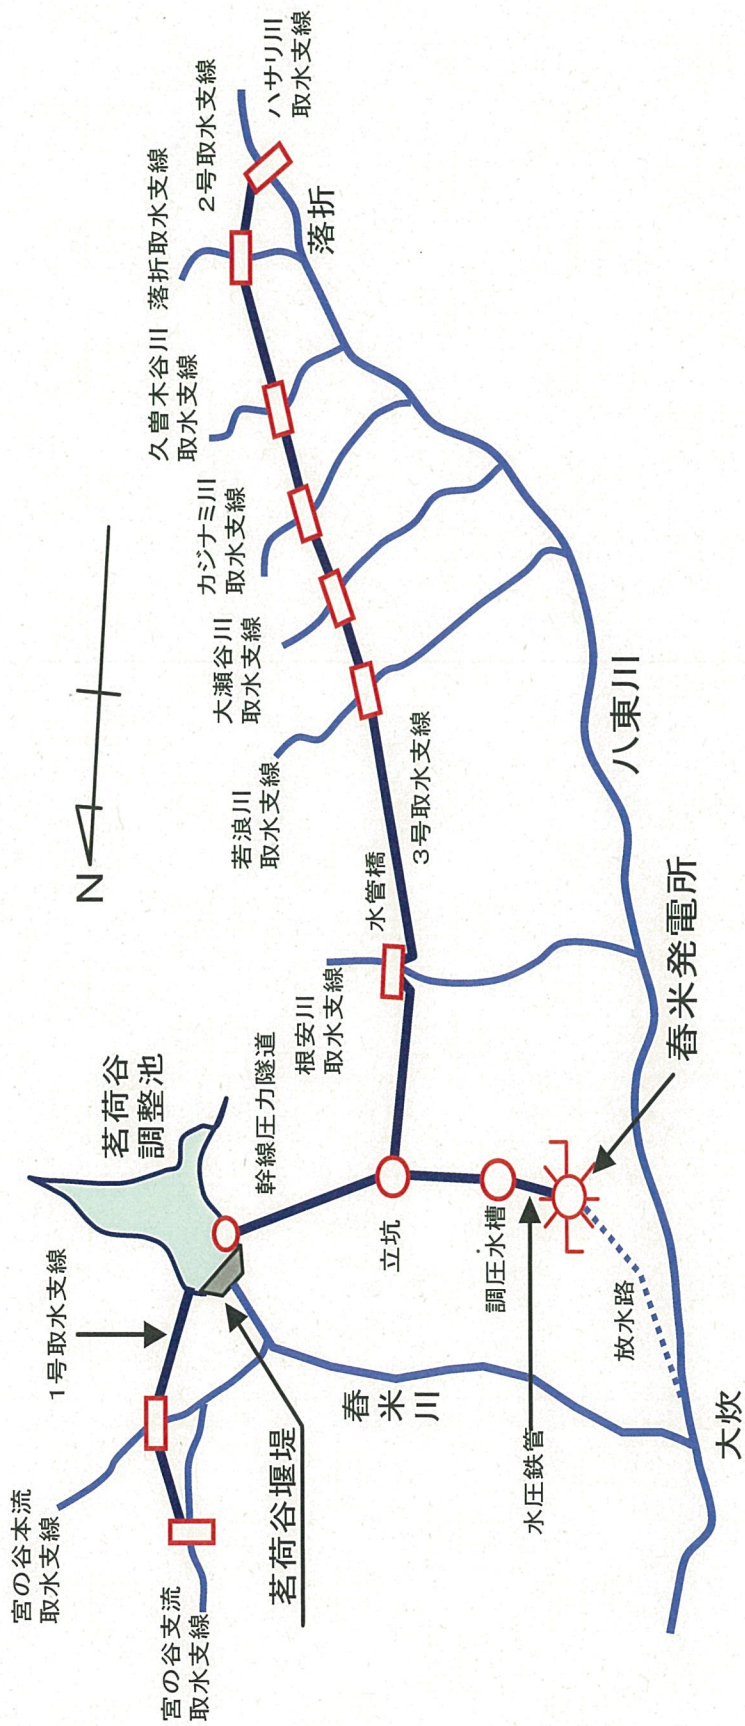 宮の谷本流
取水支線
宮の谷支流
取水支線
1号取水支線
茗荷谷
調整池
茗荷谷堰堤
幹線圧力隧道
舂
米
川
立坑
調圧水槽
水圧鉄管
放水路
大炊
舂米発電所
N
根安川
取水支線
水管橋
3号取水支線
若浪川
取水支線
大瀬谷川
取水支線
カジナミ川
取水支線
久曽木谷川
取水支線
落折取水支線
2号取水支線
ハサリ川
取水支線
落折
八東川